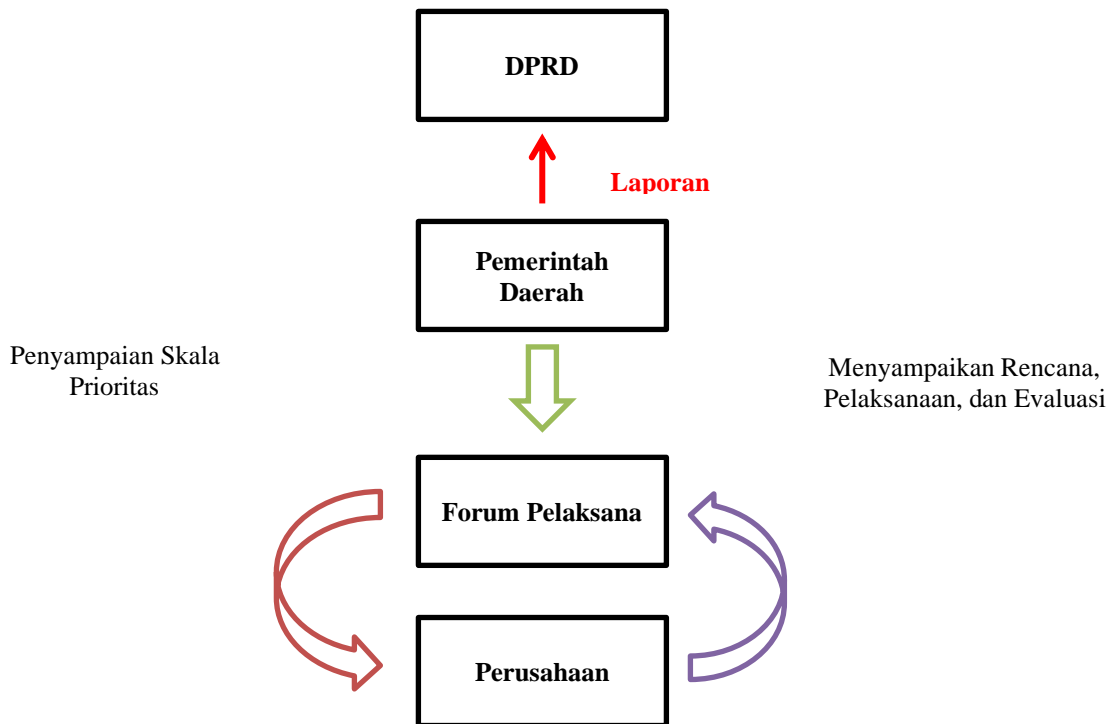 DPRD
Laporan
Pemerintah
Daerah
Penyampaian Skala
Prioritas
Menyampaikan Rencana,
Pelaksanaan, dan Evaluasi
Forum Pelaksana
Perusahaan